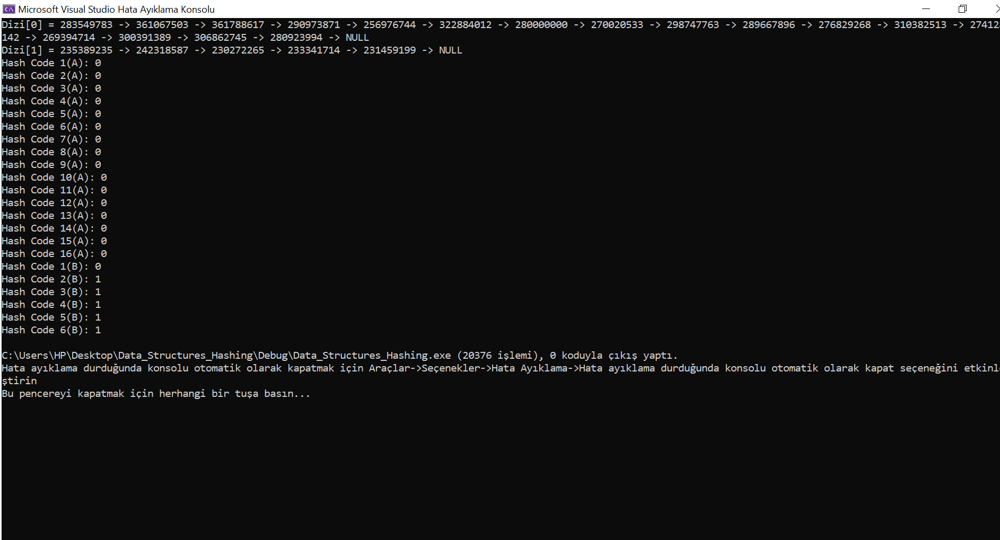 Microsoft Visual Studio Hata Ayıklama Konsolu
Dizi[0] = 283549783 -> 361067503 -> 361788617 -> 290973871 -> 256976744 -> 322884012 -> 280000000 -> 270020533 -> 298747763 -> 289667896 -> 276829268 -> 310382513 -> 27412
142 -> 269394714 -> 300391389 -> 306862745 -> 280923994 -> NULL
Dizi[1] = 235389235 -> 242318587 -> 230272265 -> 233341714 -> 231459199 -> NULL
Hash Code 1(A): 0
Hash Code 2(A): 0
Hash Code 3(A): 0
Hash Code 4(A): 0
Hash Code 5(A): 0
Hash Code 6(A): 0
Hash Code 7(A): 0
Hash Code 8(A): 0
Hash Code 9(A): 0
Hash Code 10(A): 0
Hash Code 11(A): 0
Hash Code 12(A): 0
Hash Code 13(A): 0
Hash Code 14(A): 0
Hash Code 15(A): 0
Hash Code 16(A): 0
Hash Code 1(B): 0
Hash Code 2(B): 1
Hash Code 3(B): 1
Hash Code 4(B): 1
Hash Code 5(B): 1
Hash Code 6(B): 1
C:\Users\HP\Desktop\Data_Structures_Hashing\Debug\Data_Structures_Hashing.exe (20376 işlemi), 0 koduyla çıkış yaptı.
Hata ayıklama durduğunda konsolu otomatik olarak kapatmak için Araçlar->Seçenekler->Hata Ayıklama->Hata ayıklama durduğunda konsolu otomatik olarak kapat seçeneğini etkinle
ştirin
Bu pencereyi kapatmak için herhangi bir tuşa basın...